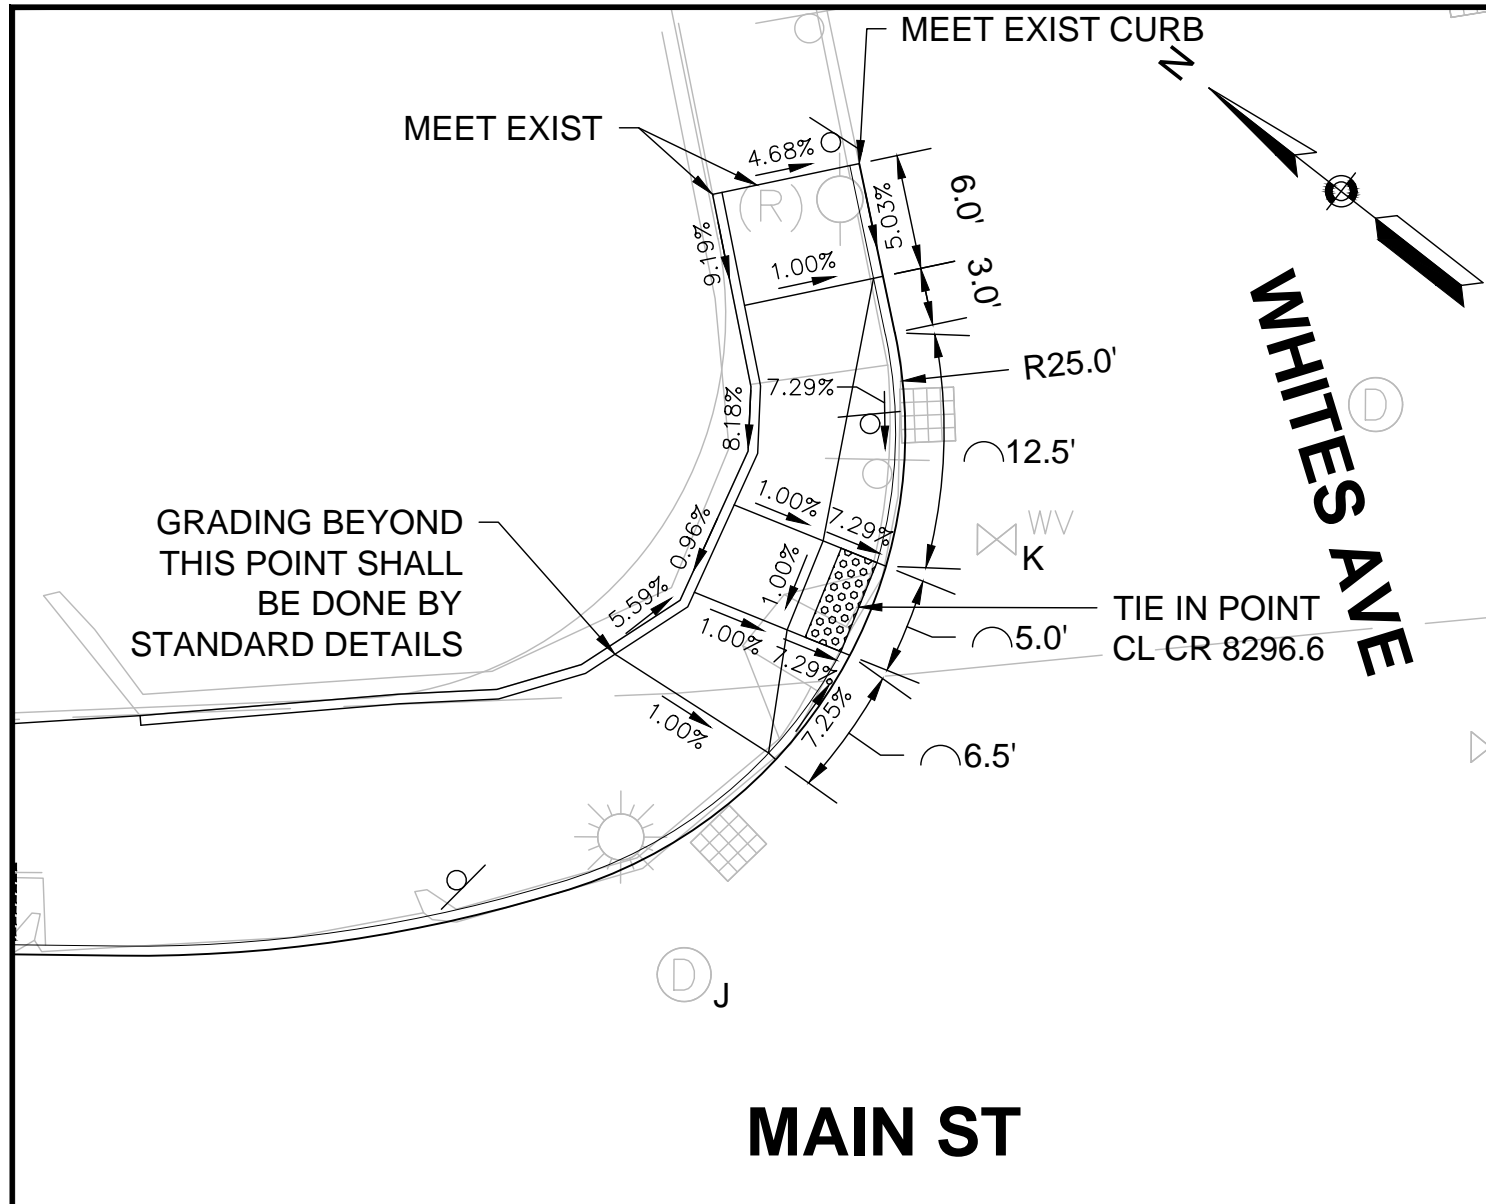 MEET EXIST CURB
N
MEET EXIST
4.68%
(R)
5.03%
6.0'
9.19%
1.00%
3.0'
WHITES AVE
R25.0'
7.29%
D
8.18%
12.5'
1.00%
7.29%
WV
K
GRADING BEYOND
THIS POINT SHALL
BE DONE BY
STANDARD DETAILS
0.96%
1.00%
5.59%
TIE IN POINT
CL CR 8296.6
1.00%
7.29%
5.0'
1.00%
7.25%
6.5'
D
J
MAIN ST